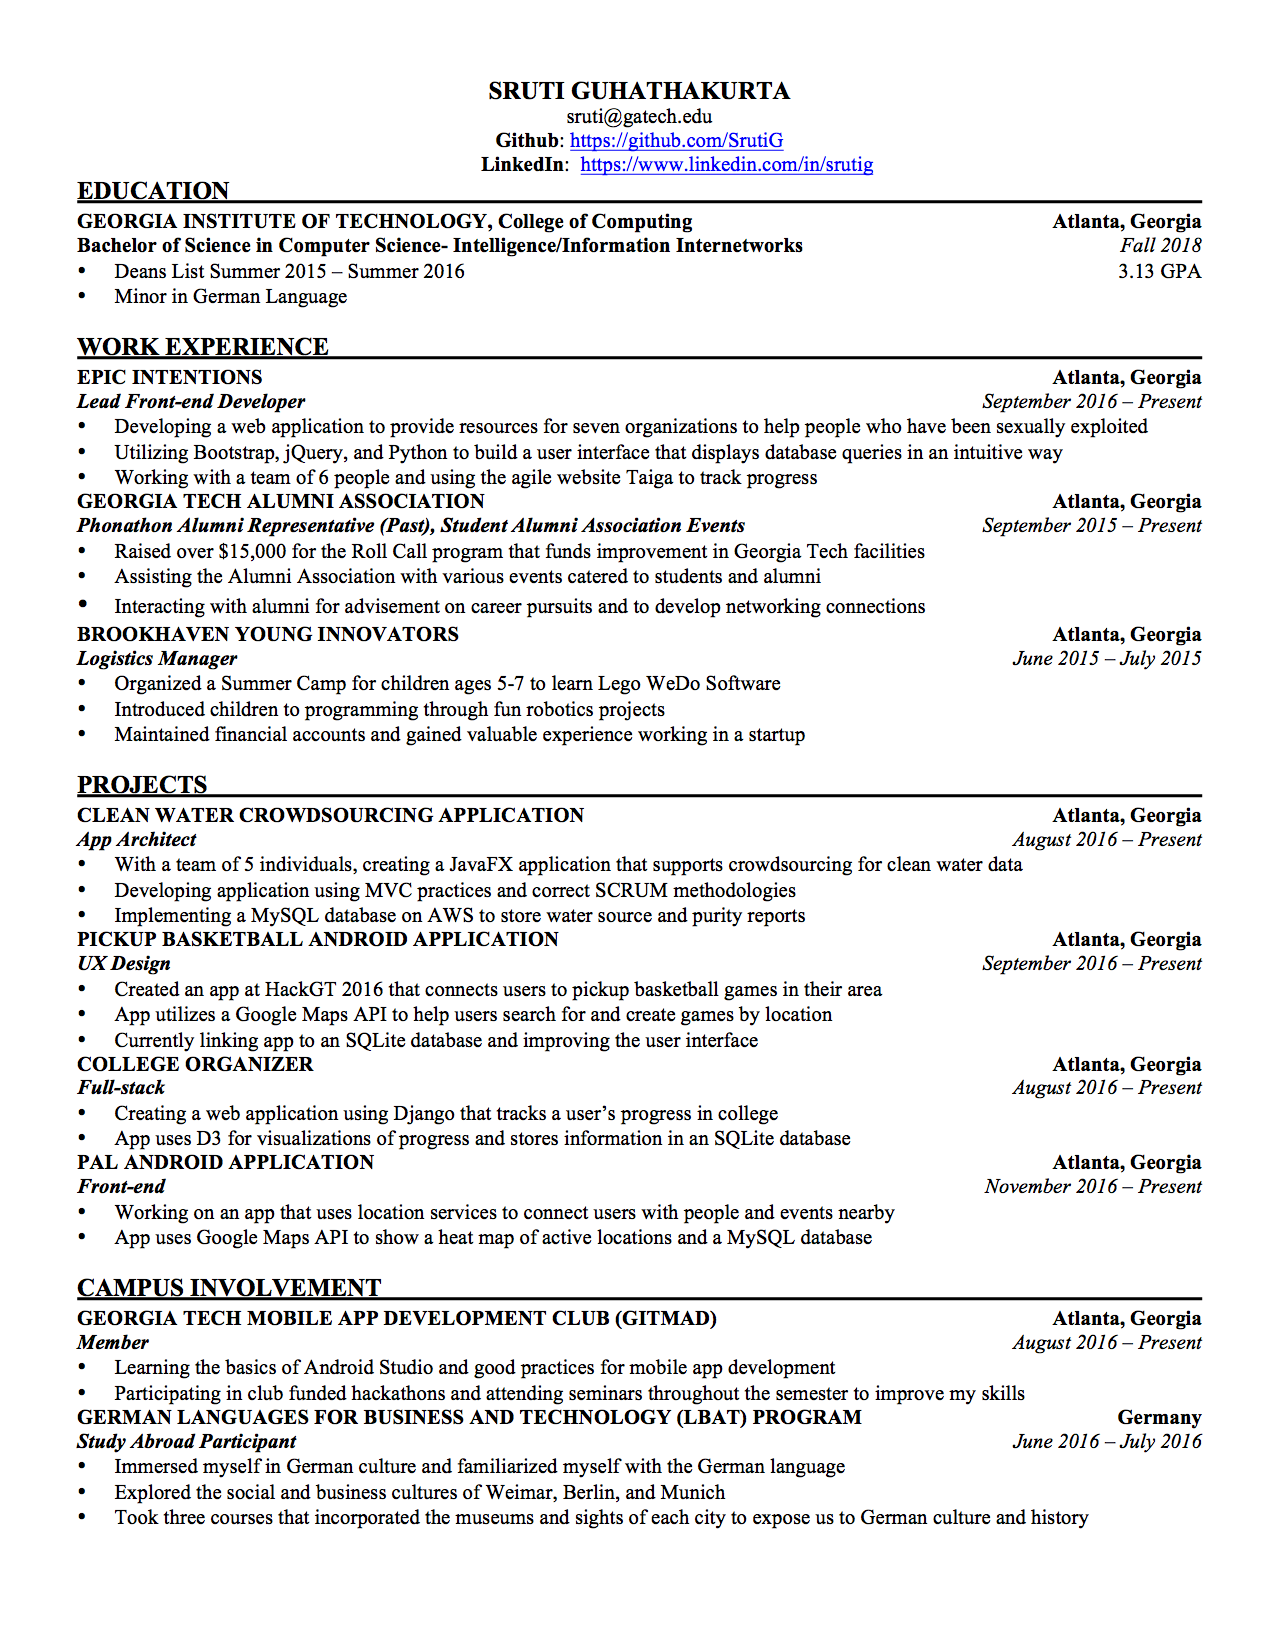 SRUTI GUHATHAKURTA
sruti@gatech.edu
Github: https://github.com/SrutiG
LinkedIn: https://www.linkedin.com/in/srutig
EDUCATION
GEORGIA INSTITUTE OF TECHNOLOGY, College of Computing Atlanta, Georgia
Bachelor of Science in Computer Science- Intelligence/Information Internetworks Fall 2018
• Deans List Summer 2015 – Summer 2016 3.13 GPA
• Minor in German Language
WORK EXPERIENCE
EPIC INTENTIONS Atlanta, Georgia
Lead Front-end Developer September 2016 – Present
• Developing a web application to provide resources for seven organizations to help people who have been sexually exploited
• Utilizing Bootstrap, jQuery, and Python to build a user interface that displays database queries in an intuitive way
• Working with a team of 6 people and using the agile website Taiga to track progress
GEORGIA TECH ALUMNI ASSOCIATION Atlanta, Georgia
Phonathon Alumni Representative (Past), Student Alumni Association Events September 2015 – Present
• Raised over $15,000 for the Roll Call program that funds improvement in Georgia Tech facilities
• Assisting the Alumni Association with various events catered to students and alumni
• Interacting with alumni for advisement on career pursuits and to develop networking connections
BROOKHAVEN YOUNG INNOVATORS Atlanta, Georgia
Logistics Manager June 2015 – July 2015
• Organized a Summer Camp for children ages 5-7 to learn Lego WeDo Software
• Introduced children to programming through fun robotics projects
• Maintained financial accounts and gained valuable experience working in a startup
PROJECTS
CLEAN WATER CROWDSOURCING APPLICATION Atlanta, Georgia
App Architect August 2016 – Present
• With a team of 5 individuals, creating a JavaFX application that supports crowdsourcing for clean water data
• Developing application using MVC practices and correct SCRUM methodologies
• Implementing a MySQL database on AWS to store water source and purity reports
PICKUP BASKETBALL ANDROID APPLICATION Atlanta, Georgia
UX Design September 2016 – Present
• Created an app at HackGT 2016 that connects users to pickup basketball games in their area
• App utilizes a Google Maps API to help users search for and create games by location
• Currently linking app to an SQLite database and improving the user interface
COLLEGE ORGANIZER Atlanta, Georgia
Full-stack August 2016 – Present
• Creating a web application using Django that tracks a user’s progress in college
• App uses D3 for visualizations of progress and stores information in an SQLite database
PAL ANDROID APPLICATION Atlanta, Georgia
Front-end November 2016 – Present
• Working on an app that uses location services to connect users with people and events nearby
• App uses Google Maps API to show a heat map of active locations and a MySQL database
CAMPUS INVOLVEMENT
GEORGIA TECH MOBILE APP DEVELOPMENT CLUB (GITMAD) Atlanta, Georgia
Member August 2016 – Present
• Learning the basics of Android Studio and good practices for mobile app development
• Participating in club funded hackathons and attending seminars throughout the semester to improve my skills
GERMAN LANGUAGES FOR BUSINESS AND TECHNOLOGY (LBAT) PROGRAM Germany
Study Abroad Participant June 2016 – July 2016
• Immersed myself in German culture and familiarized myself with the German language
• Explored the social and business cultures of Weimar, Berlin, and Munich
• Took three courses that incorporated the museums and sights of each city to expose us to German culture and history